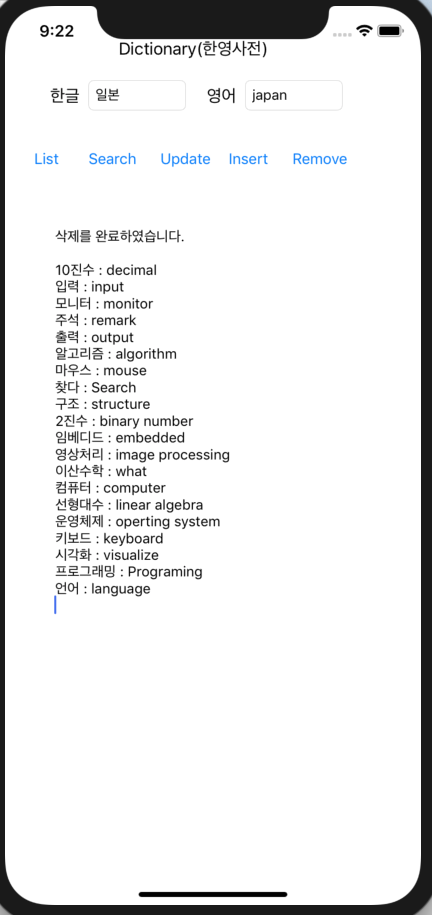 9:22
Dictionary(한영사전)
한글 일본 영어 japan
List Search Update Insert Remove
삭제를 완료하였습니다.
10진수 : decimal
입력 : input
모니터 : monitor
주석 : remark
출력 : output
알고리즘 : algorithm
마우스 : mouse
찾다 : Search
구조 : structure
2진수 : binary number
임베디드 : embedded
영상처리 : image processing
이산수학 : what
컴퓨터 : computer
선형대수 : linear algebra
운영체제 : operting system
키보드 : keyboard
시각화 : visualize
프로그래밍 : Programing
언어 : language